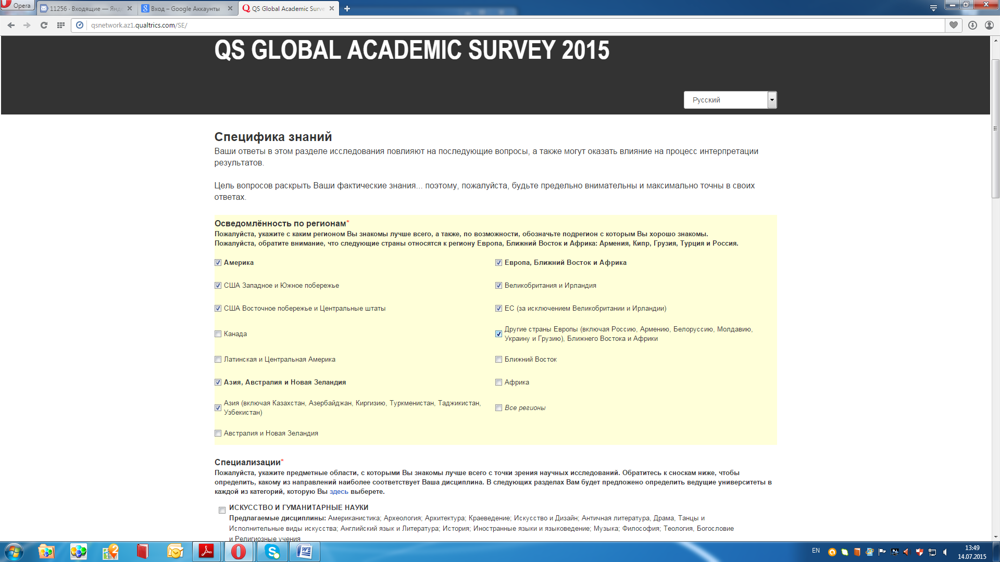 Opera
11256 · Входящие — Янд
Вход – Google Аккаунты
QS Global Academic Surve
qsnetwork.az1.qualtrics.com/SE/
QS GLOBAL ACADEMIC SURVEY 2015
Русский
Специфика знаний
Ваши ответы в этом разделе исследования повлияют на последующие вопросы, а также могут оказать влияние на процесс интерпретации
результатов.
Цель вопросов раскрыть Ваши фактические знания... поэтому, пожалуйста, будьте предельно внимательны и максимально точны в своих
ответах.
Осведомлённость по регионам*
Пожалуйста, укажите с каким регионом Вы знакомы лучше всего, а также, по возможности, обозначьте подрегион с которым Вы хорошо знакомы.
Пожалуйста, обратите внимание, что следующие страны относятся к региону Европа, Ближний Восток и Африка: Армения, Кипр, Грузия, Турция и Россия.
Америка
Европа, Ближний Восток и Африка
США Западное и Южное побережье
Великобритания и Ирландия
США Восточное побережье и Центральные штаты
ЕС (за исключением Великобритании и Ирландии)
Канада
Другие страны Европы (включая Россию, Армению, Белоруссию, Молдавию,
Украину и Грузию), Ближнего Востока и Африки
Латинская и Центральная Америка
Ближний Восток
Азия, Австралия и Новая Зеландия
Африка
Азия (включая Казахстан, Азербайджан, Киргизию, Туркменистан, Таджикистан,
Узбекистан)
Все регионы
Австралия и Новая Зеландия
Специализации*
Пожалуйста, укажите предметные области, с которыми Вы знакомы лучше всего с точки зрения научных исследований. Обратитесь к сноскам ниже, чтобы
определить, какому из направлений наиболее соответствует Ваша дисциплина. В следующих разделах Вам будет предложено определить ведущие университеты в
каждой из категорий, которую Вы здесь выберете.
ИСКУССТВО И ГУМАНИТАРНЫЕ НАУКИ
Предлагаемые дисциплины: Американистика; Археология; Архитектура; Краеведение; Искусство и Дизайн; Античная литература, Драма, Танцы и
Исполнительные виды искусства; Английский язык и Литература; История; Иностранные языки и языковедение; Музыка; Философия; Теология, Богословие
и Религиозные учения
EN
13:49
14.07.2015